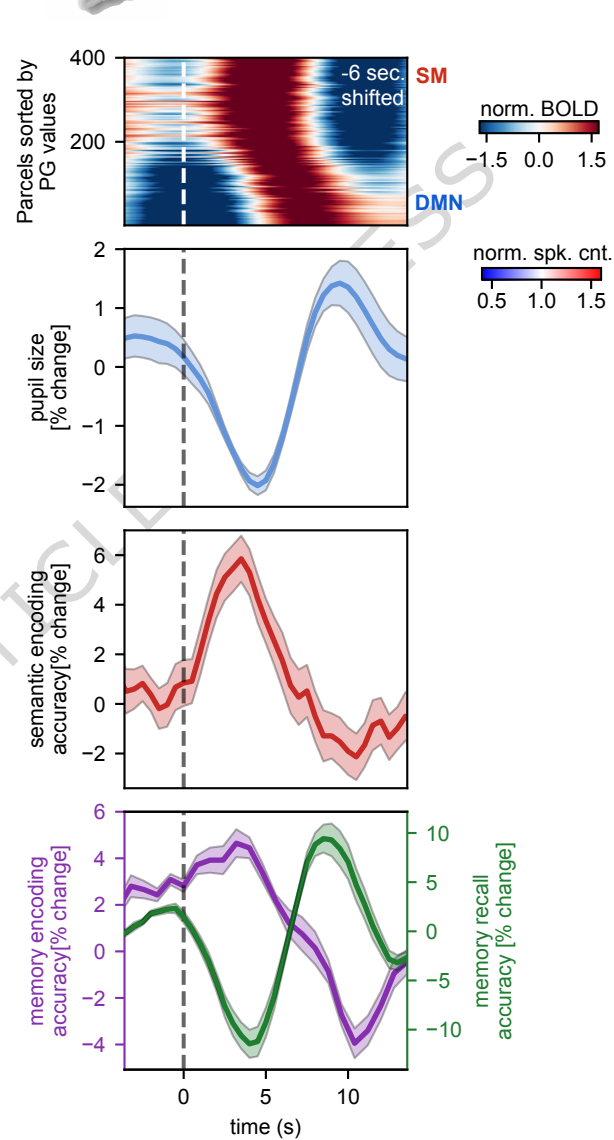 400
200
Parcels sorted by
PG values
-6 sec.
shifted
SM
DMN
norm. BOLD
−1.5 0.0 1.5
norm. spk. cnt.
0.5 1.0 1.5
2
1
0
−1
−2
pupil size
[% change]
6
4
2
0
−2
semantic encoding
accuracy[% change]
6
4
2
0
−2
−4
memory encoding
accuracy[% change]
10
5
0
−5
−10
memory recall
accuracy [% change]
0 5 10
time (s)